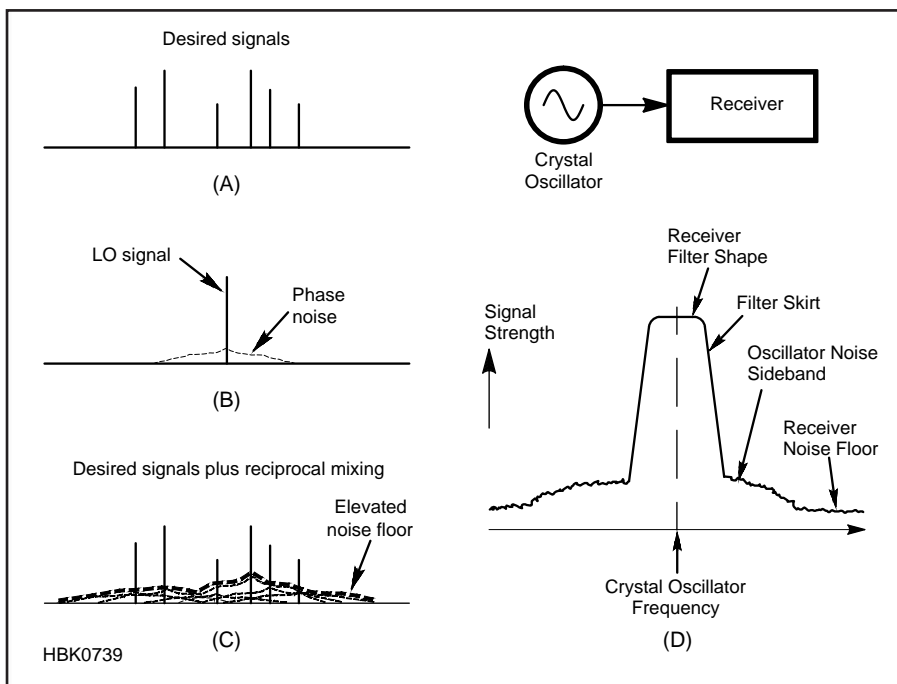 Desired signals
(A)
LO signal
Phase
noise
(B)
Desired signals plus reciprocal mixing
Elevated
noise floor
(C)
HBK0739
Crystal
Oscillator
Receiver
Receiver
Filter Shape
Signal
Strength
Filter Skirt
Oscillator Noise
Sideband
Receiver
Noise Floor
Crystal Oscillator
Frequency
(D)